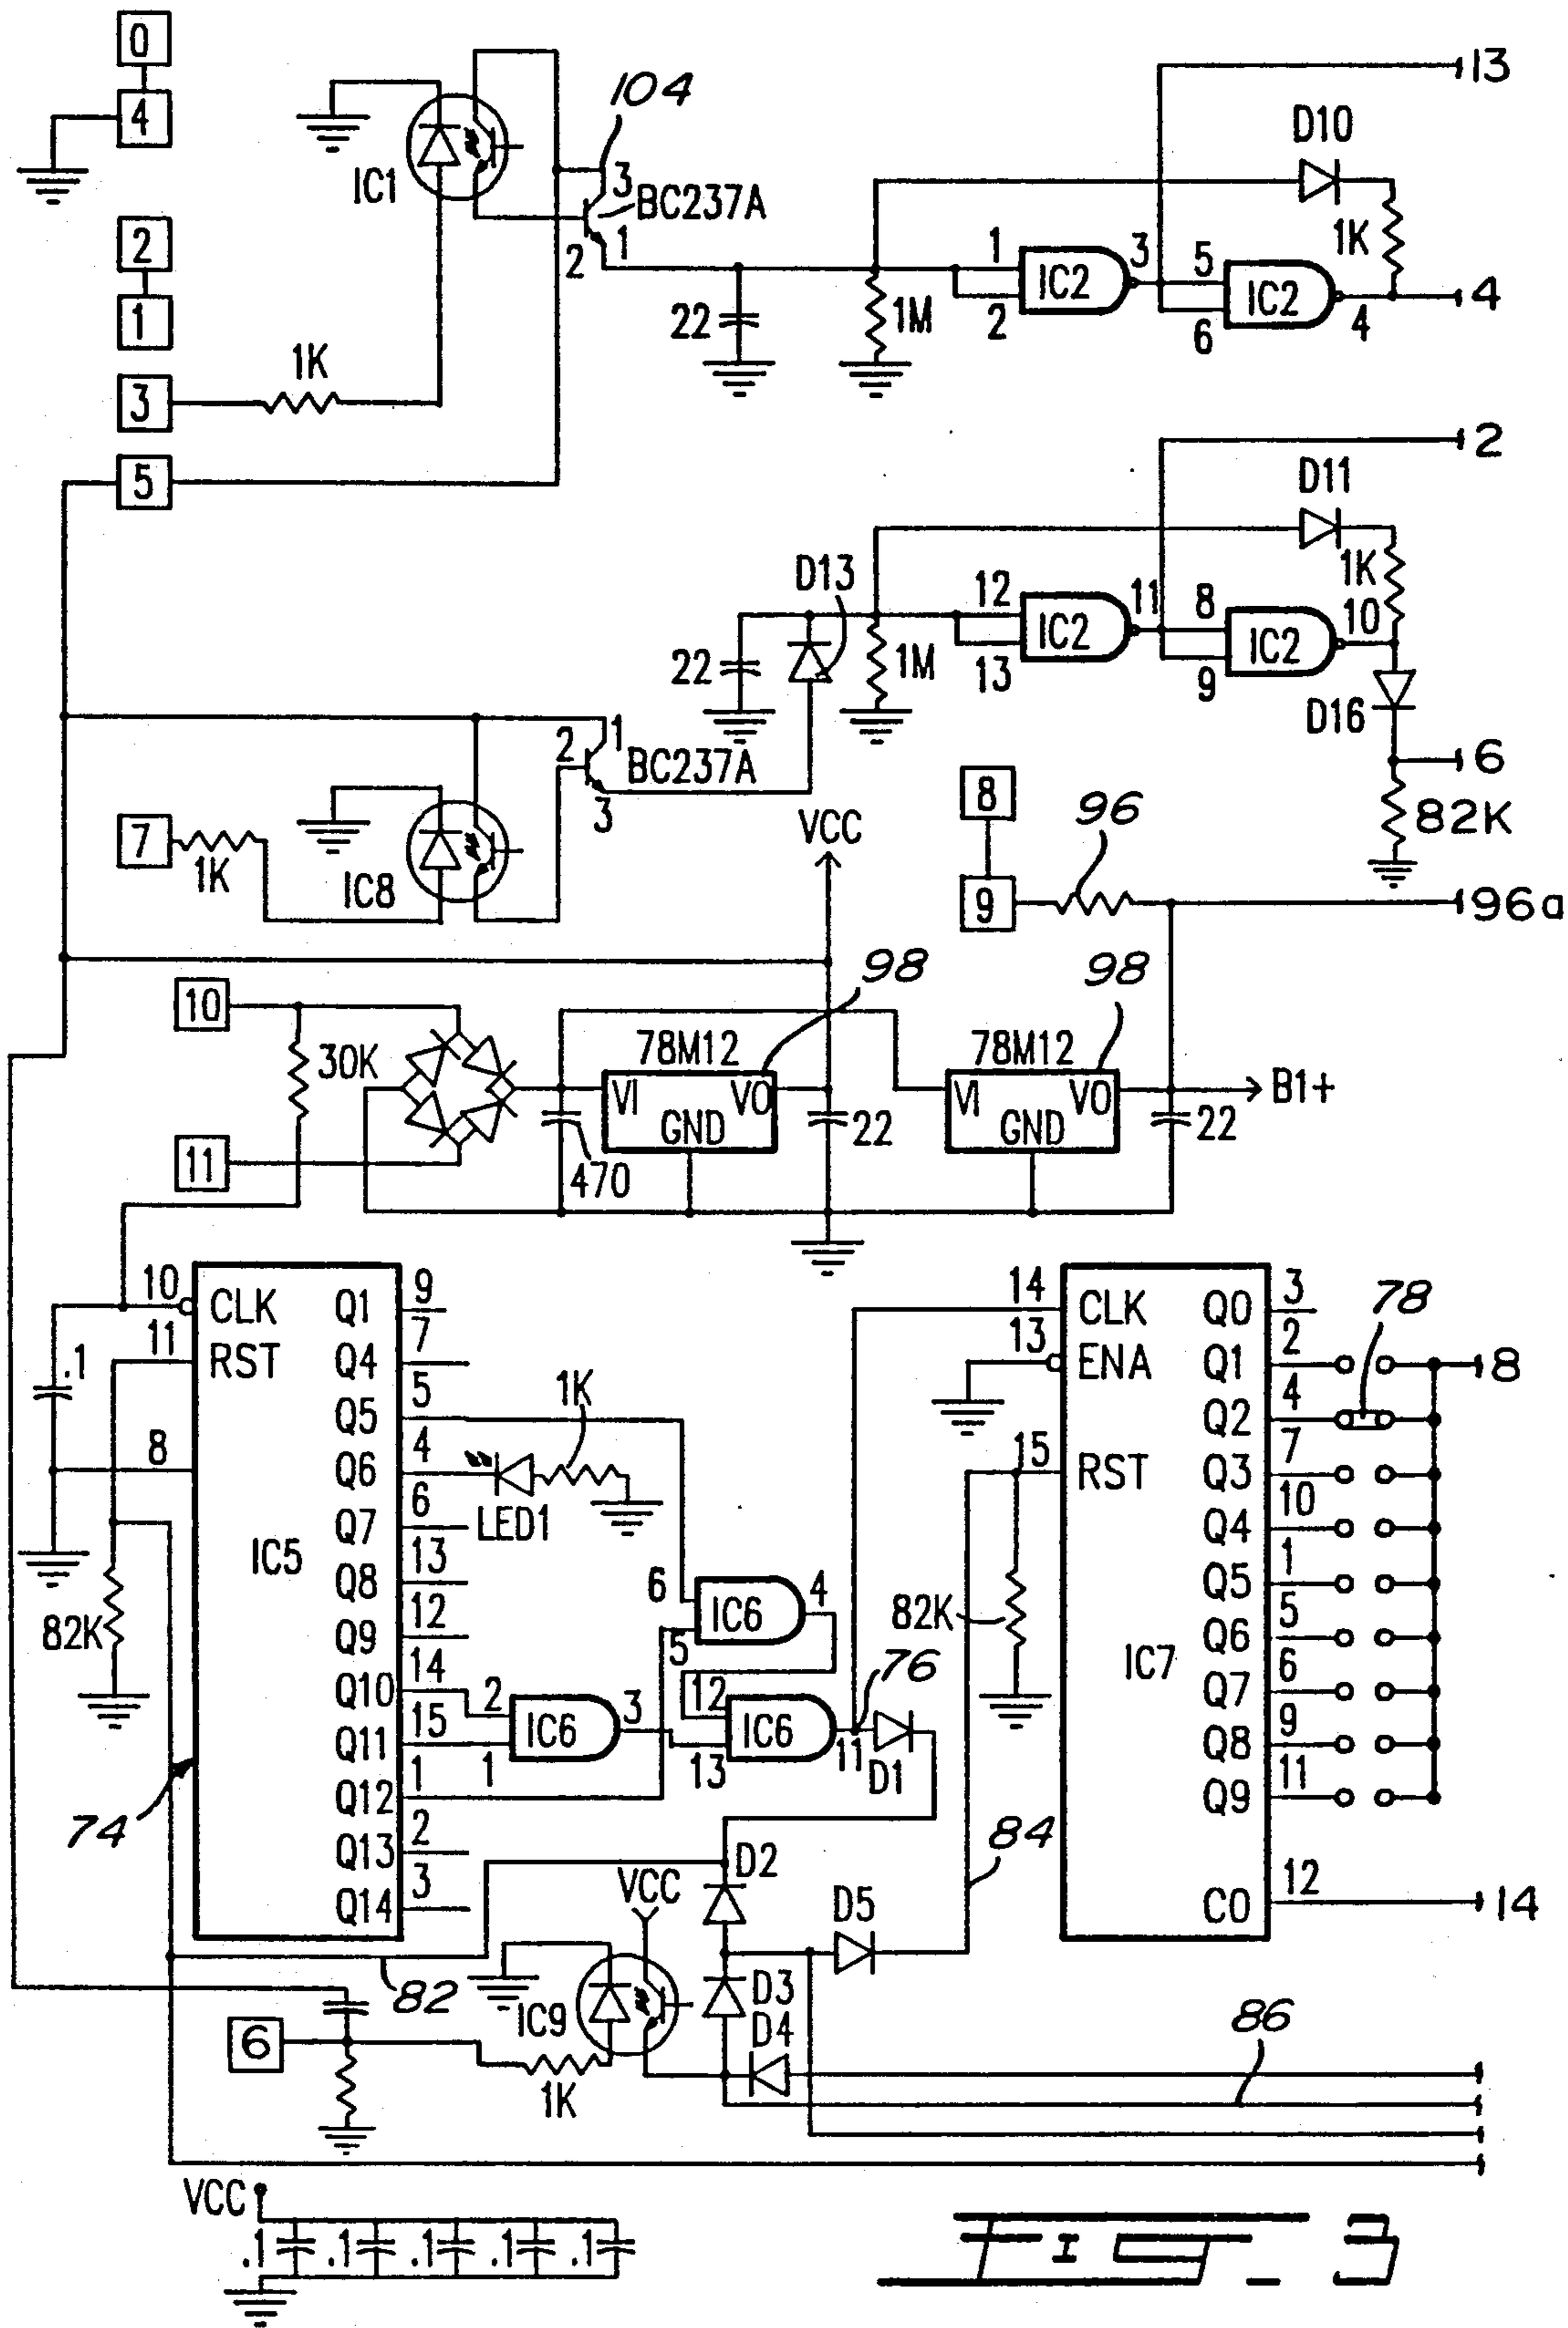 0
13
104
4
D10
IC1
3
BC237A
1K
2
2
1
1
IC2
3
5
IC2
4
1
22
1M
2
6
4
1K
3
2
5
D11
D13
1K
12
11
8
10
IC2
IC2
22
1M
13
9
D16
1
2
BC237A
6
8
96
3
VCC
82K
7
1K
IC8
9
96a
98
98
10
78M12
78M12
30K
VI
VO
VI
VO
B1+
GND
GND
22
22
11
470
10
CLK
Q1
9
14
CLK
Q0
3
78
11
RST
Q4
7
13
ENA
Q1
2
8
.1
Q5
5
1K
Q2
4
8
Q6
4
15
RST
Q3
7
LED1
Q7
6
Q4
10
IC5
Q8
13
6
4
Q5
1
IC6
82K
Q9
12
5
82K
Q6
5
IC7
Q10
14
2
3
12
76
Q7
6
IC6
IC6
Q11
15
1
13
11
D1
Q8
9
Q12
1
Q9
11
74
Q13
2
D2
84
Q14
3
VCC
D5
CO
12
14
82
IC9
D3
6
D4
86
1K
VCC
.1
.1
.1
.1
.1
FIG_3